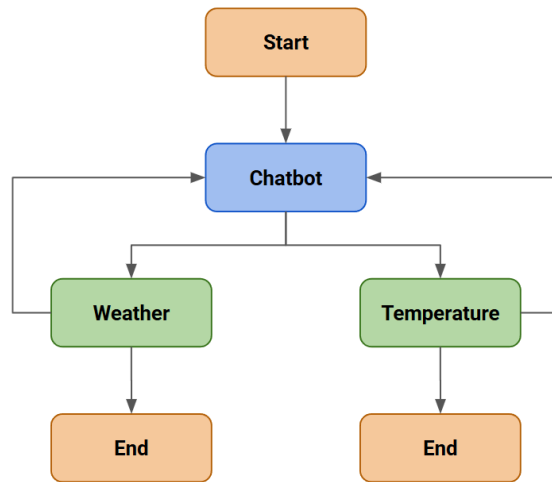 Start
Chatbot
Weather
Temperature
End
End